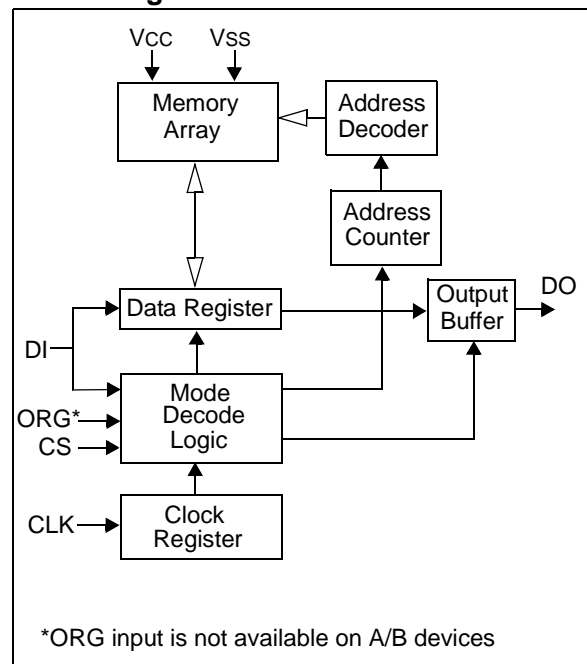 VCC VSS
Memory
Array
Address
Decoder
Address
Counter
Data Register
Output
Buffer
DO
DI
Mode
Decode
Logic
ORG*
CS
CLK
Clock
Register
*ORG input is not available on A/B devices